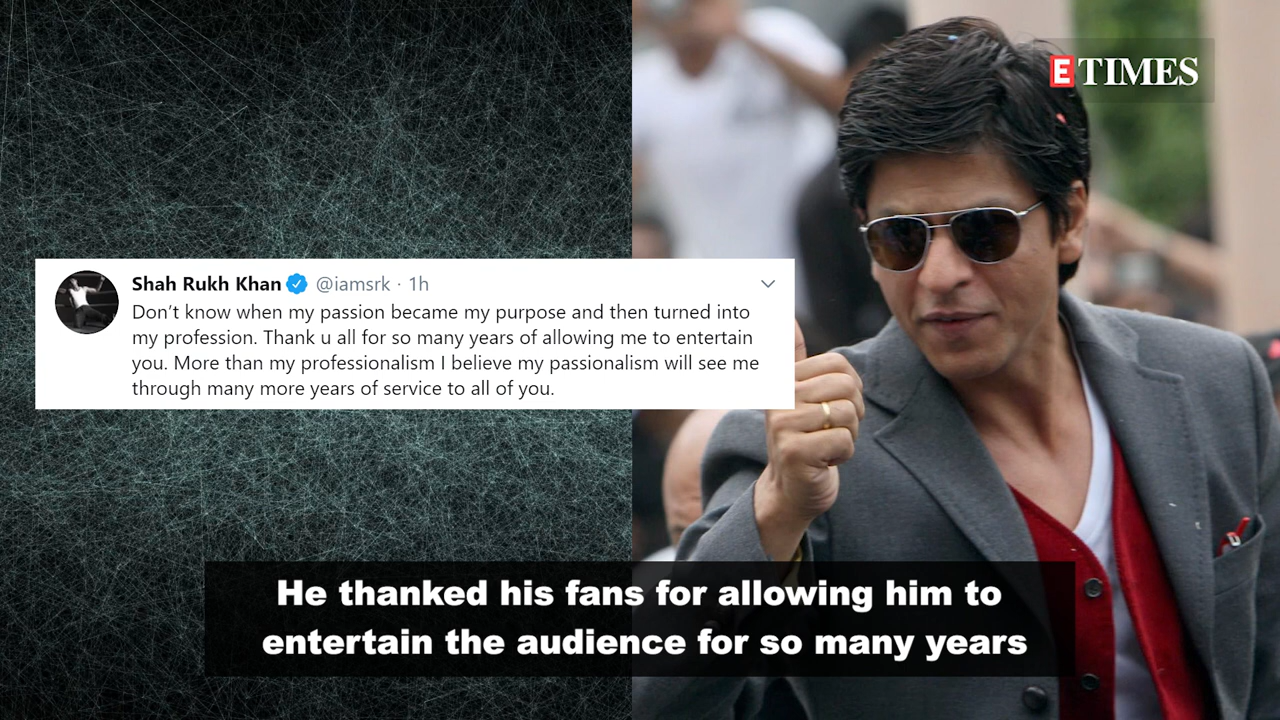 ETIMES
Shah Rukh Khan @iamsrk · 1h
Don’t know when my passion became my purpose and then turned into
my profession. Thank u all for so many years of allowing me to entertain
you. More than my professionalism I believe my passionalism will see me
through many more years of service to all of you.
He thanked his fans for allowing him to
entertain the audience for so many years